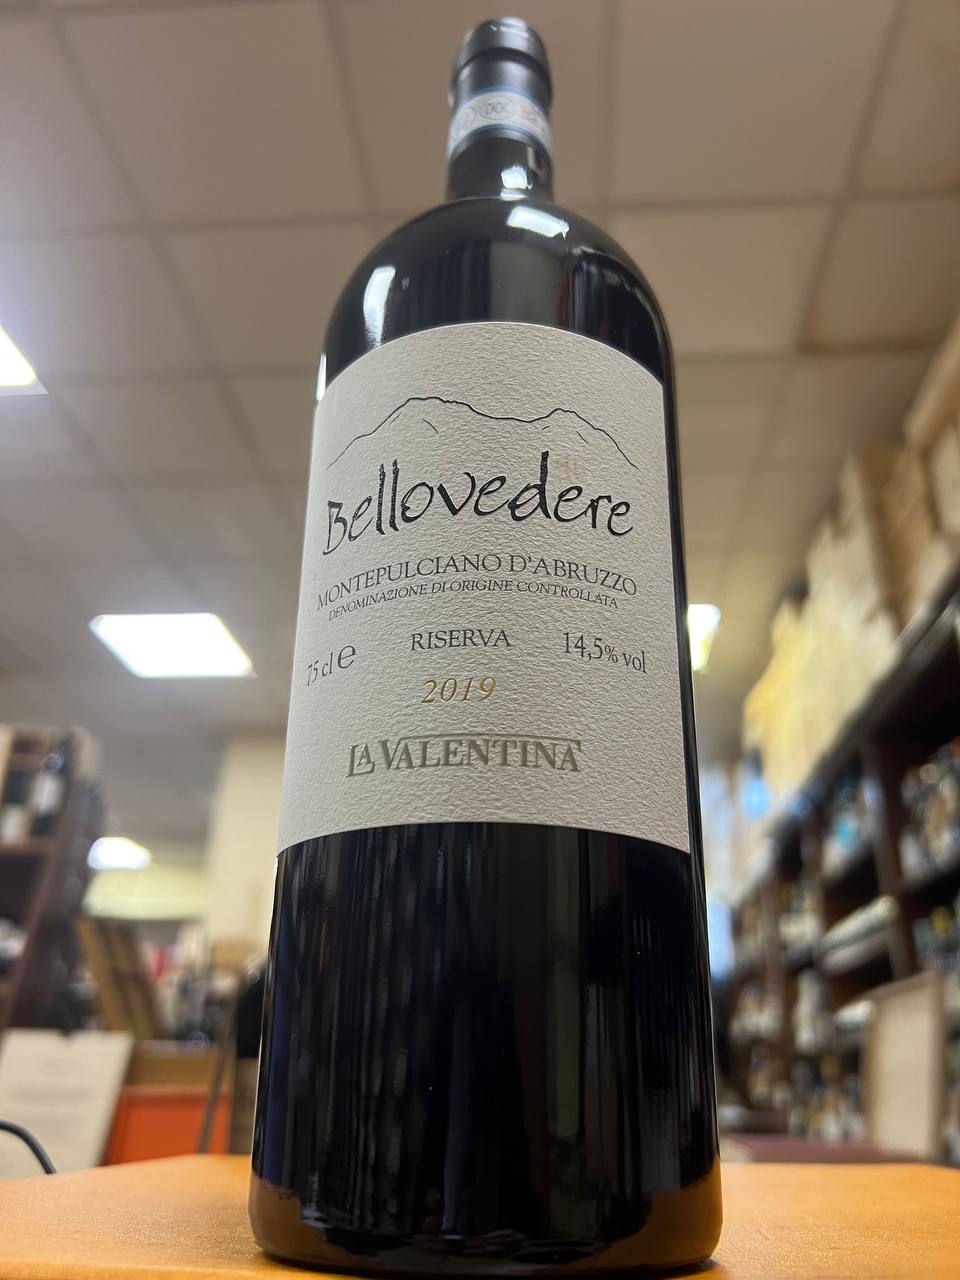 Bellovedere
MONTEPULCIANO D'ABRUZZO
DENOMINAZIONE DI ORIGINE CONTROLLATA
75 cl e RISERVA 14,5% vol
2019
LA VALENTINA